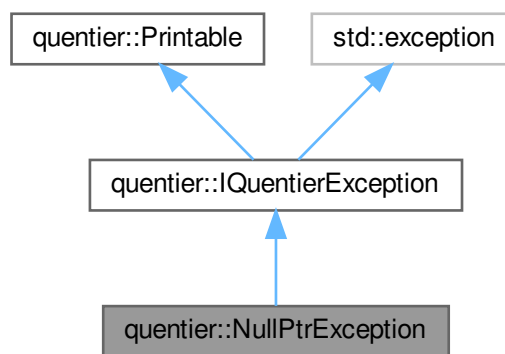 quentier::Printable
std::exception
quentier::IQuentierException
quentier::NullPtrException